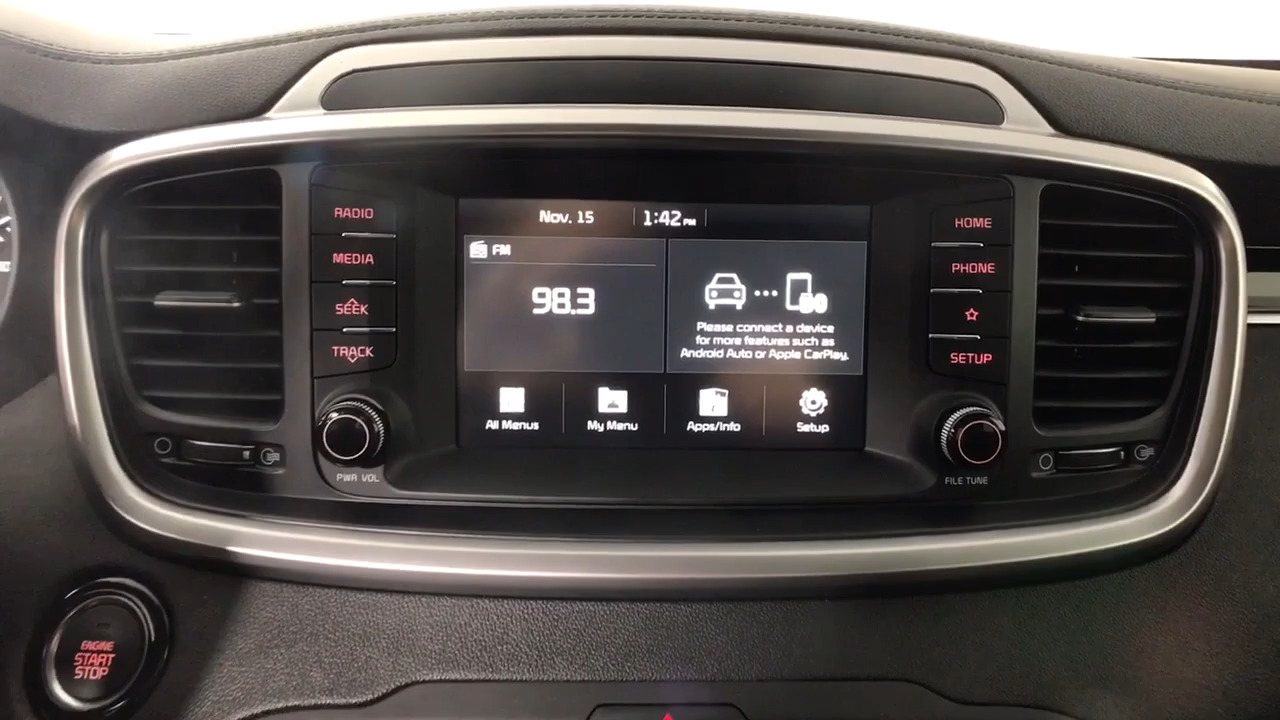 RADIO
MEDIA
SEEK
TRACK
PWR VOL
Nov. 15
1:42 PM
FM
98.3
Please connect a device
for more features such as
Android Auto or Apple CarPlay.
All Menus
My Menu
Apps/Info
Setup
HOME
PHONE
SETUP
FILE TUNE
ENGINE
START
STOP